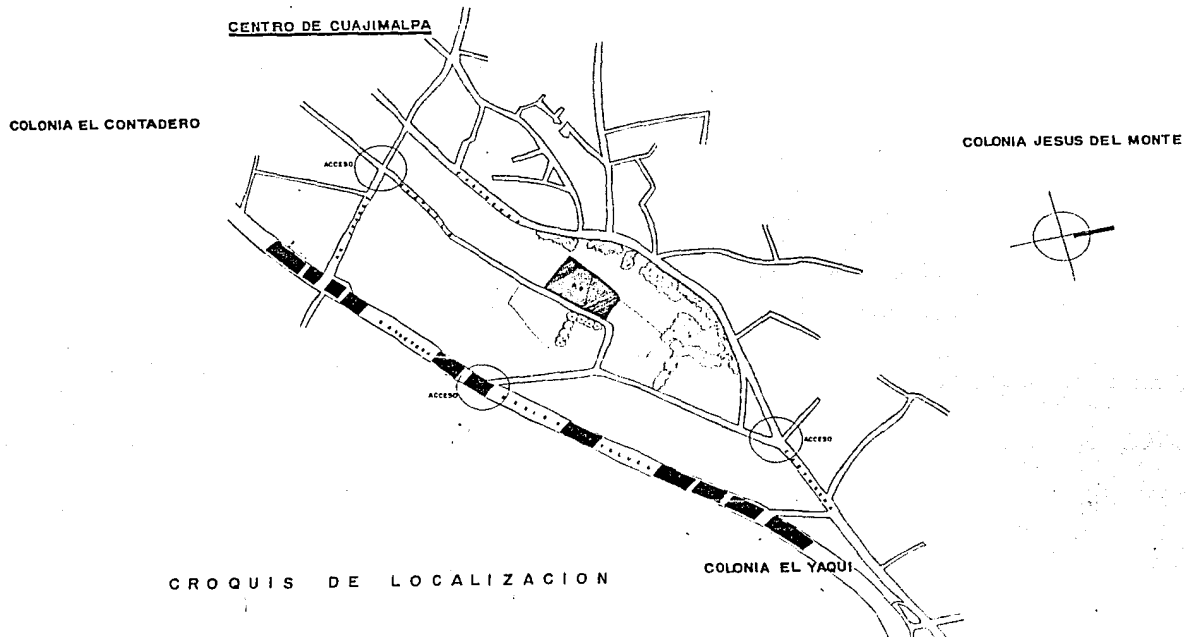 CENTRO DE CUAJIMALPA
COLONIA EL CONTADERO
COLONIA JESUS DEL MONTE
ACCESO
ACCESO
ACCESO
COLONIA EL YAQUI
CROQUIS DE LOCALIZACION